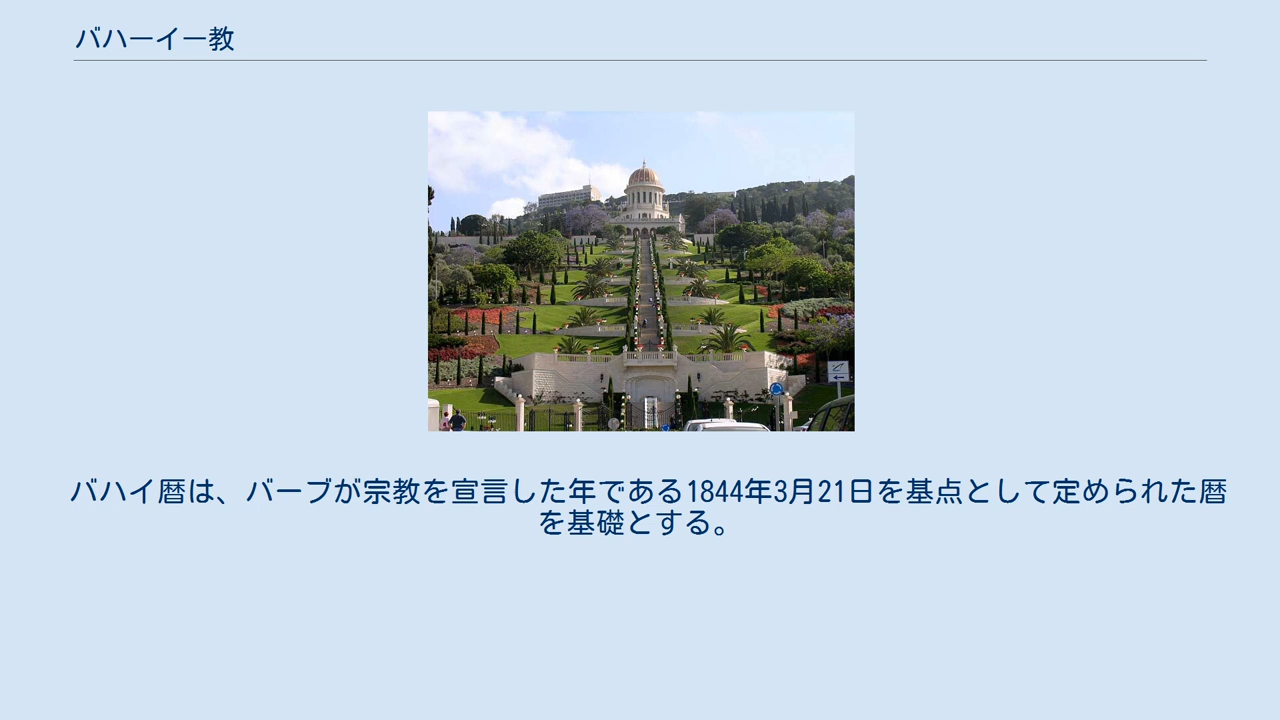 バハーイー教
バハイ暦は、バーブが宗教を宣言した年である1844年3月21日を基点として定められた暦
を基礎とする。